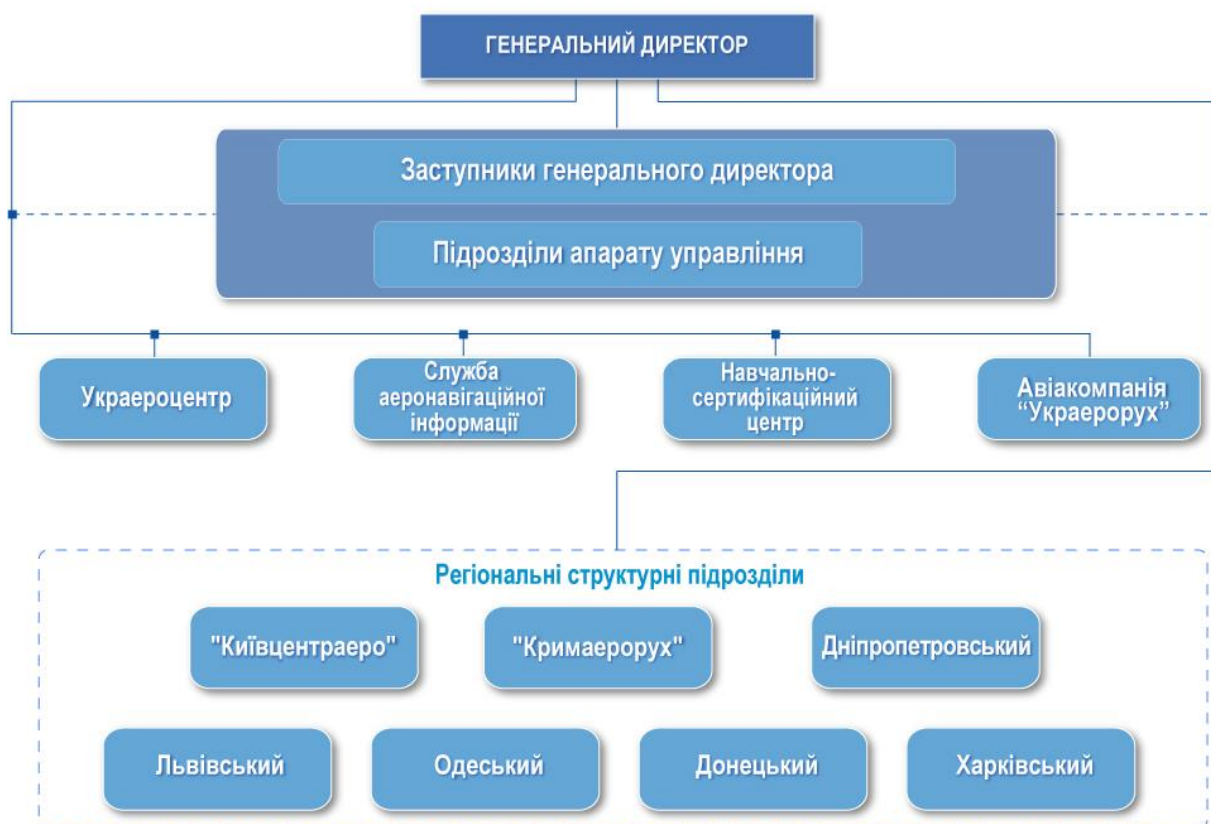 ГЕНЕРАЛЬНИЙ ДИРЕКТОР
Заступники генерального директора
Підрозділи апарату управління
Украероцентр
Служба
аеронавігаційної
інформації
Навчально-
сертифікаційний
центр
Авіакомпанія
“Украерорух”
Регіональні структурні підрозділи
"Київцентраеро"
"Кримаерорух"
Дніпропетровський
Львівський
Одеський
Донецький
Харківський